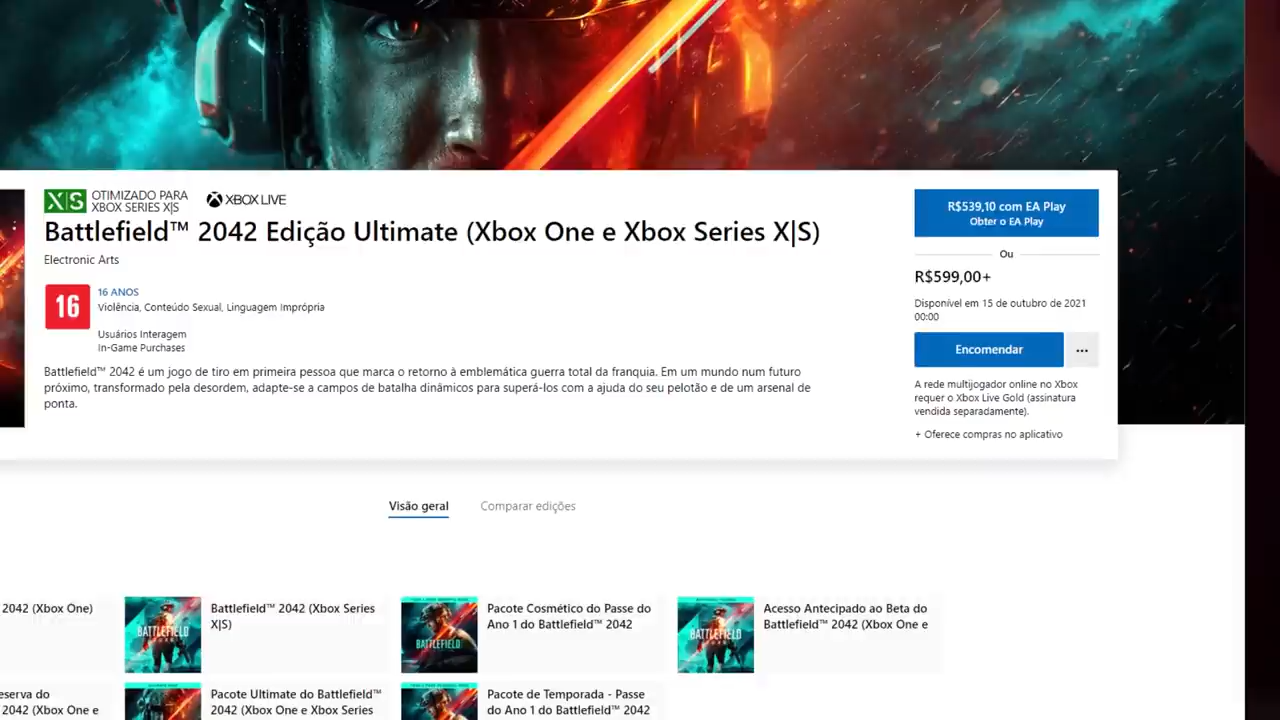 X|S OTIMIZADO PARA
XBOX SERIES X|S
XBOX LIVE
Battlefield™ 2042 Edição Ultimate (Xbox One e Xbox Series X|S)
Electronic Arts
16
16 ANOS
Violência, Conteúdo Sexual, Linguagem Imprópria
Usuários Interagem
In-Game Purchases
Battlefield™ 2042 é um jogo de tiro em primeira pessoa que marca o retorno à emblemática guerra total da franquia. Em um mundo num futuro
próximo, transformado pela desordem, adapte-se a campos de batalha dinâmicos para superá-los com a ajuda do seu pelotão e de um arsenal de
ponta.
R$539,10 com EA Play
Obter o EA Play
Ou
R$599,00+
Disponível em 15 de outubro de 2021
00:00
Encomendar
...
A rede multijogador online no Xbox
requer o Xbox Live Gold (assinatura
vendida separadamente).
+ Oferece compras no aplicativo
Visão geral
Comparar edições
2042 (Xbox One)
BATTLEFIELD
Battlefield™ 2042 (Xbox Series
X|S)
BATTLEFIELD
Pacote Cosmético do Passe do
Ano 1 do Battlefield™ 2042
BATTLEFIELD
Acesso Antecipado ao Beta do
Battlefield™ 2042 (Xbox One e
eserva do
2042 (Xbox One e
Pacote Ultimate do Battlefield™
2042 (Xbox One e Xbox Series
Pacote de Temporada - Passe
do Ano 1 do Battlefield™ 2042